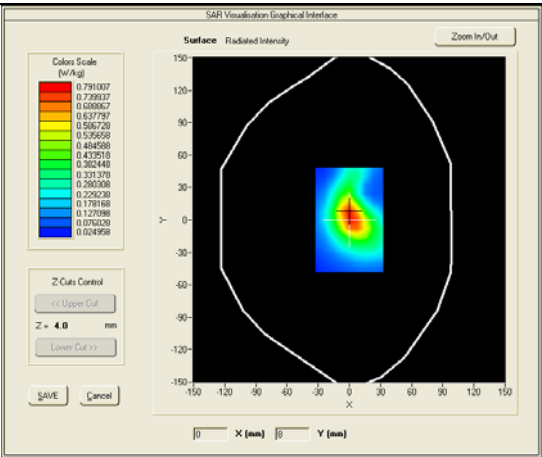 SAR Visualisation Graphical Interface
Surface Radiated Intensity
Zoom In/Out
Colors Scale
(W/kg)
0.791007
0.739937
0.688867
0.637797
0.586728
0.535658
0.484588
0.433518
0.382448
0.331378
0.280308
0.229238
0.178168
0.127098
0.076028
0.024958
Z-Cuts Control
<< Upper Cut
Z = 4.0 mm
Lower Cut >>
SAVE Cancel
150
120
90
60
30
0
-30
-60
-90
-120
-150
Y
-150 -120 -90 -60 -30 0 30 60 90 120 150
X
0 X (mm) 8 Y (mm)